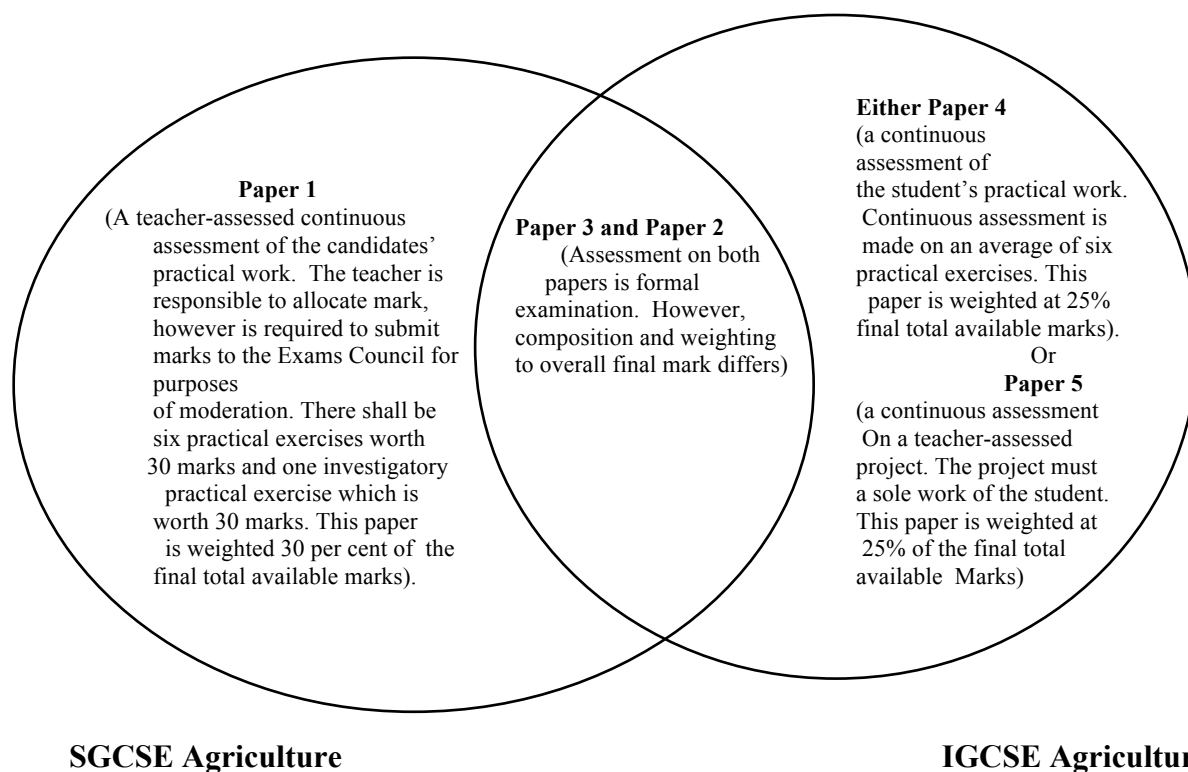 Paper 1
(A teacher-assessed continuous
assessment of the candidates’
practical work. The teacher is
responsible to allocate mark,
however is required to submit
marks to the Exams Council for
purposes
of moderation. There shall be
six practical exercises worth
30 marks and one investigatory
practical exercise which is
worth 30 marks. This paper
is weighted 30 per cent of the
final total available marks).
Paper 3 and Paper 2
(Assessment on both
papers is formal
examination. However,
composition and weighting
to overall final mark differs)
Either Paper 4
(a continuous
assessment of
the student’s practical work.
Continuous assessment is
made on an average of six
practical exercises. This
paper is weighted at 25%
final total available marks).
Or
Paper 5
(a continuous assessment
On a teacher-assessed
project. The project must
a sole work of the student.
This paper is weighted at
25% of the final total
available Marks)
SGCSE Agriculture
IGCSE Agricultur